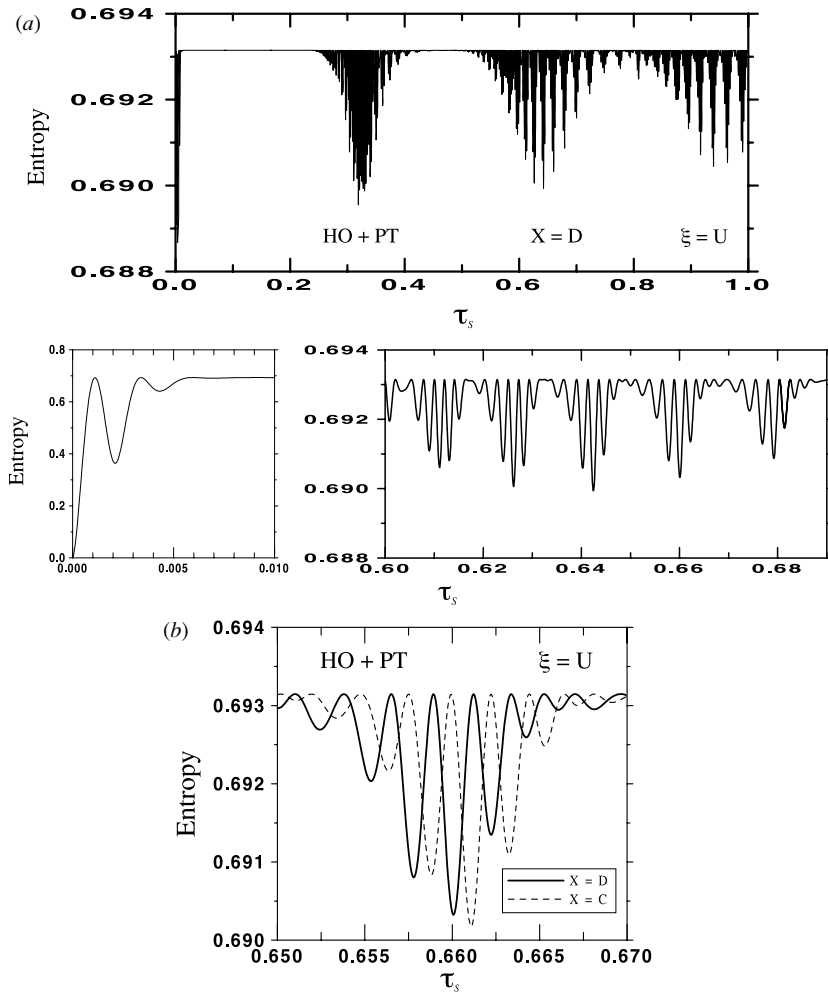 (a)
0.694
0.692
0.690
0.688
Entropy
HO + PT X = D ξ = U
0.0 0.2 0.4 0.6 0.8 1.0
τs
0.8
0.6
0.4
0.2
0.0
Entropy
0.000 0.005 0.010
0.694
0.692
0.690
0.688
0.60 0.62 0.64 0.66 0.68
τs
(b)
0.694
0.693
0.692
0.691
0.690
Entropy
HO + PT ξ = U
X = D
X = C
0.650 0.655 0.660 0.665 0.670
τs